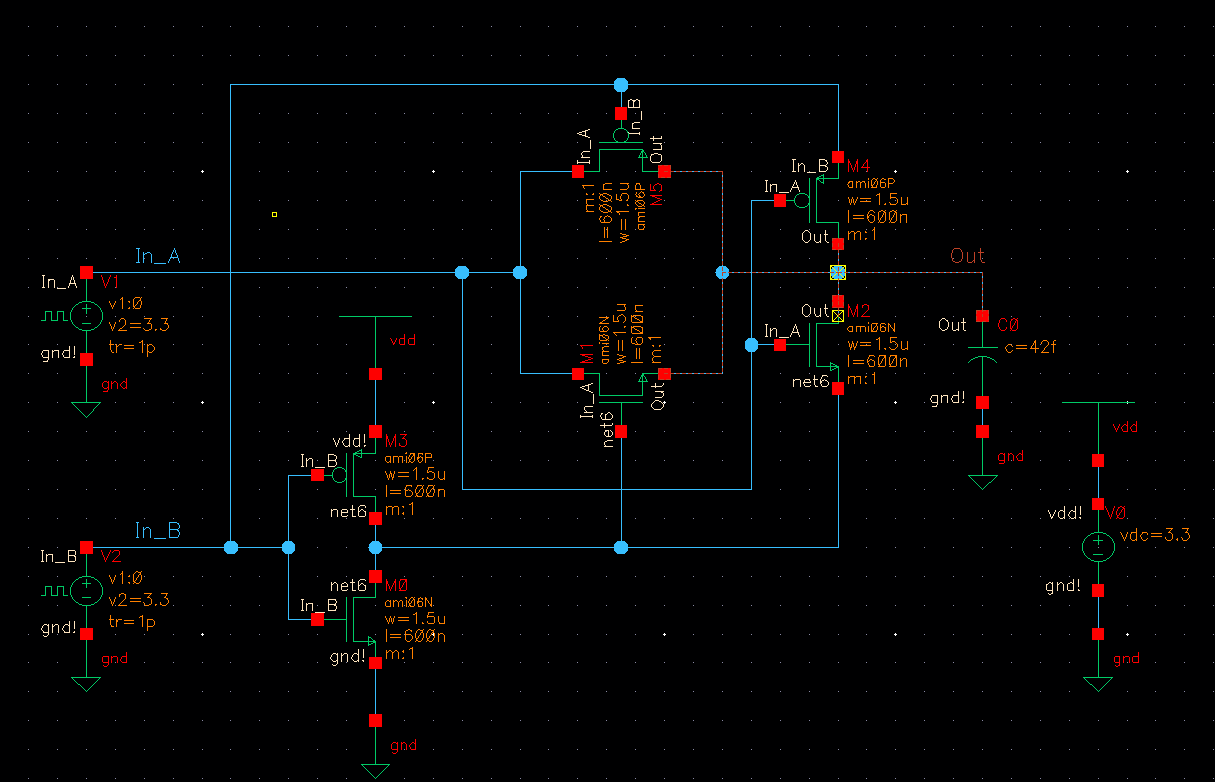 In_B
In_A
Out
m:1
l=600n
w=1.5u
ami06P
M5
In_B
M4
In_A
ami06P
w=1.5u
l=600n
Out
m:1
In_A
Out
In_A
V1
v1:0
v2=3.3
tr=1p
gnd!
gnd
vdd
M1
ami06N
w=1.5u
l=600n
m:1
In_A
Out
net6
Out
M2
In_A
ami06N
w=1.5u
l=600n
net6
m:1
Out
C0
c=42f
gnd!
gnd
vdd
vdd!
V0
vdc=3.3
gnd!
gnd
vdd!
M3
In_B
ami06P
w=1.5u
l=600n
net6
m:1
In_B
In_B
V2
v1:0
v2=3.3
tr=1p
gnd!
gnd
net6
M0
In_B
ami06N
w=1.5u
l=600n
gnd!
m:1
gnd